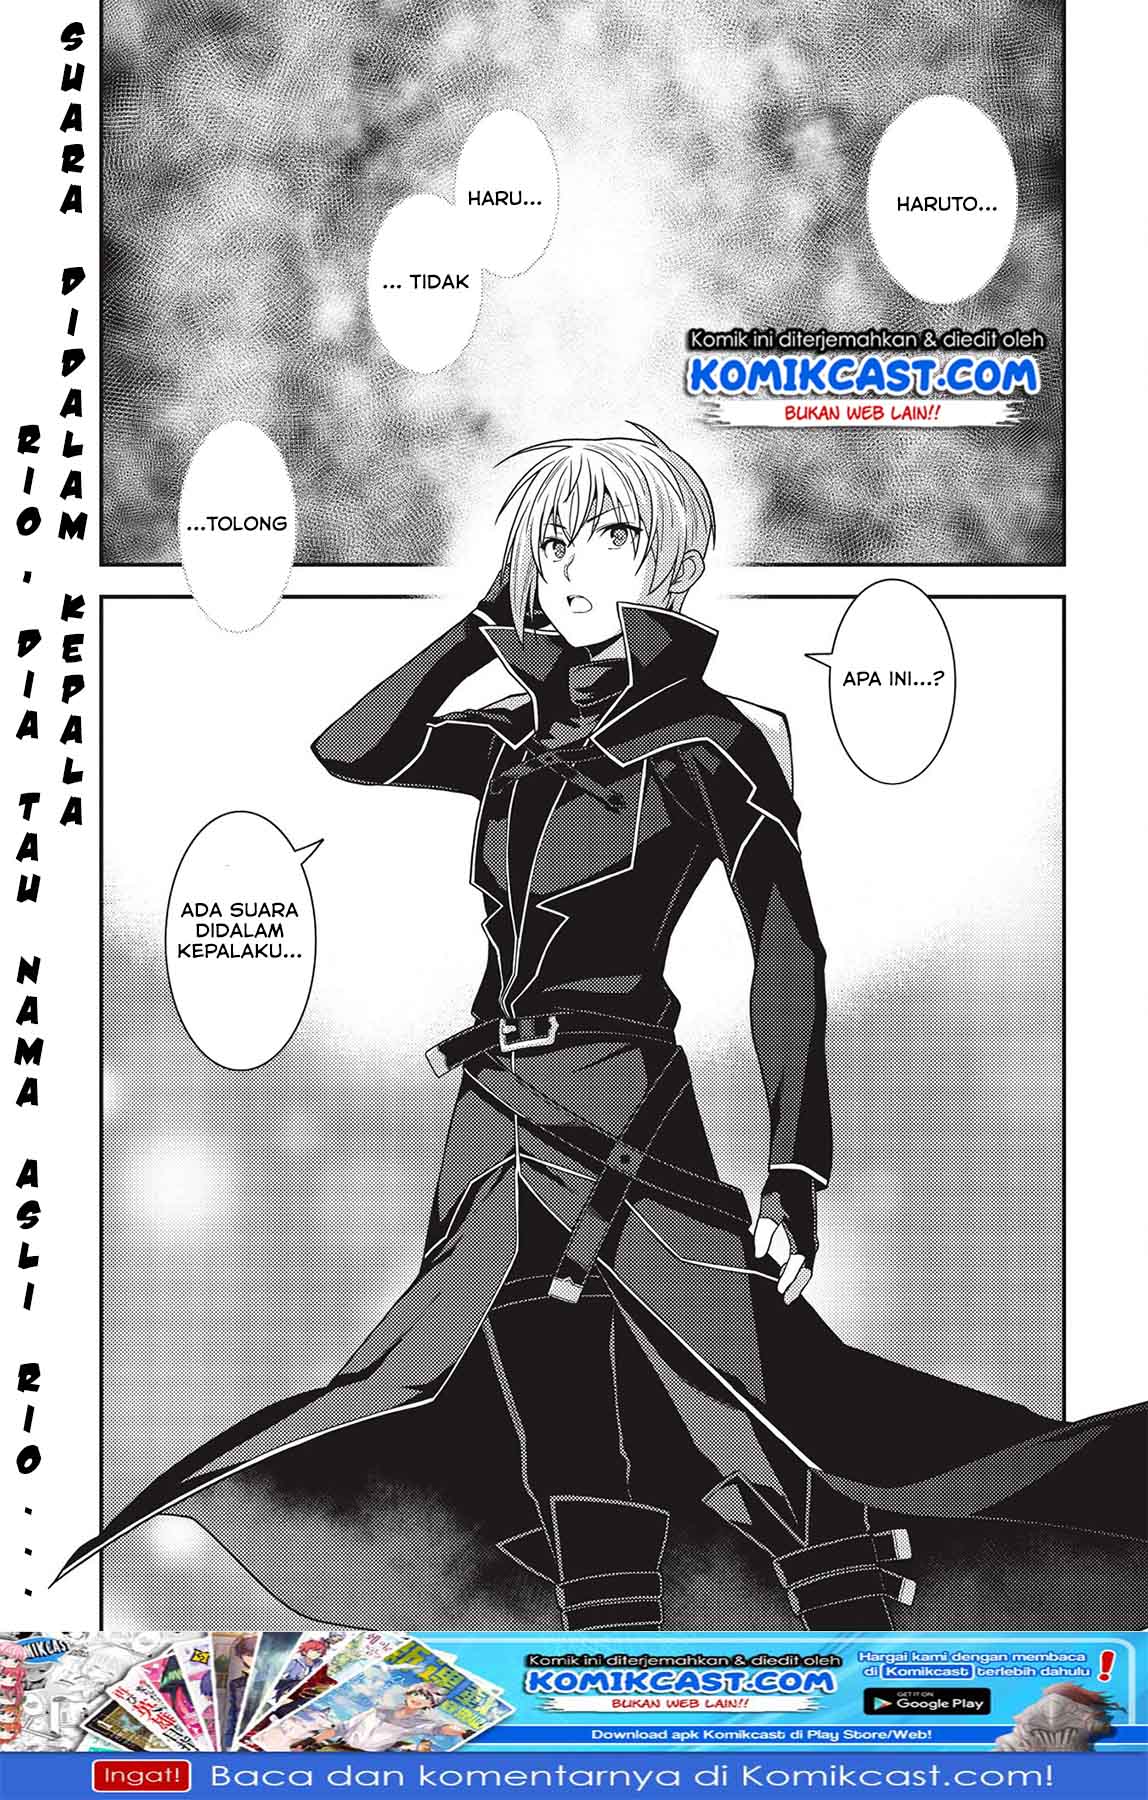 HARUTO...
HARU...
... TIDAK
...TOLONG
Komik ini diterjemahkan & diedit oleh
KOMIKCAST.COM
BUKAN WEB LAIN!!
APA INI...?
ADA SUARA
DIDALAM
KEPALAKU...
SUARA DIDALAM KEPALA
RIO. DIA TAU NAMA ASLI RIO...
Komik ini diterjemahkan & diedit oleh
KOMIKCAST.COM
BUKAN WEB LAIN!!
Hargai kami dengan membaca
di Komikcast terlebih dahulu !
GET IT ON
Google Play
Download apk Komikcast di Play Store/Web!
Ingat! Baca dan komentarnya di Komikcast.com!